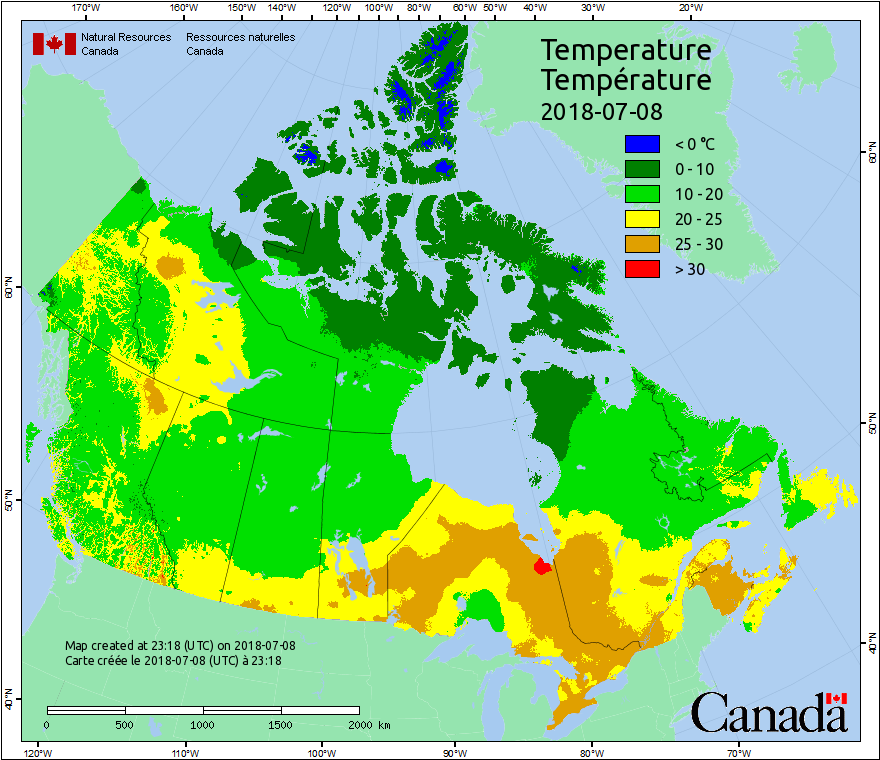 170°W 160°W 150°W 140°W 120°W 100°W 80°W 60°W 50°W 40°W 30°W 20°W
Natural Resources Ressources naturelles
Canada Canada
Temperature
Température
2018-07-08
< 0 °C
0 - 10
10 - 20
20 - 25
25 - 30
> 30
60°N
60°N
50°N
50°N
40°N
40°N
Map created at 23:18 (UTC) on 2018-07-08
Carte créée le 2018-07-08 (UTC) à 23:18
0 500 1000 1500 2000 km
Canada
120°W 110°W 100°W 90°W 80°W 70°W